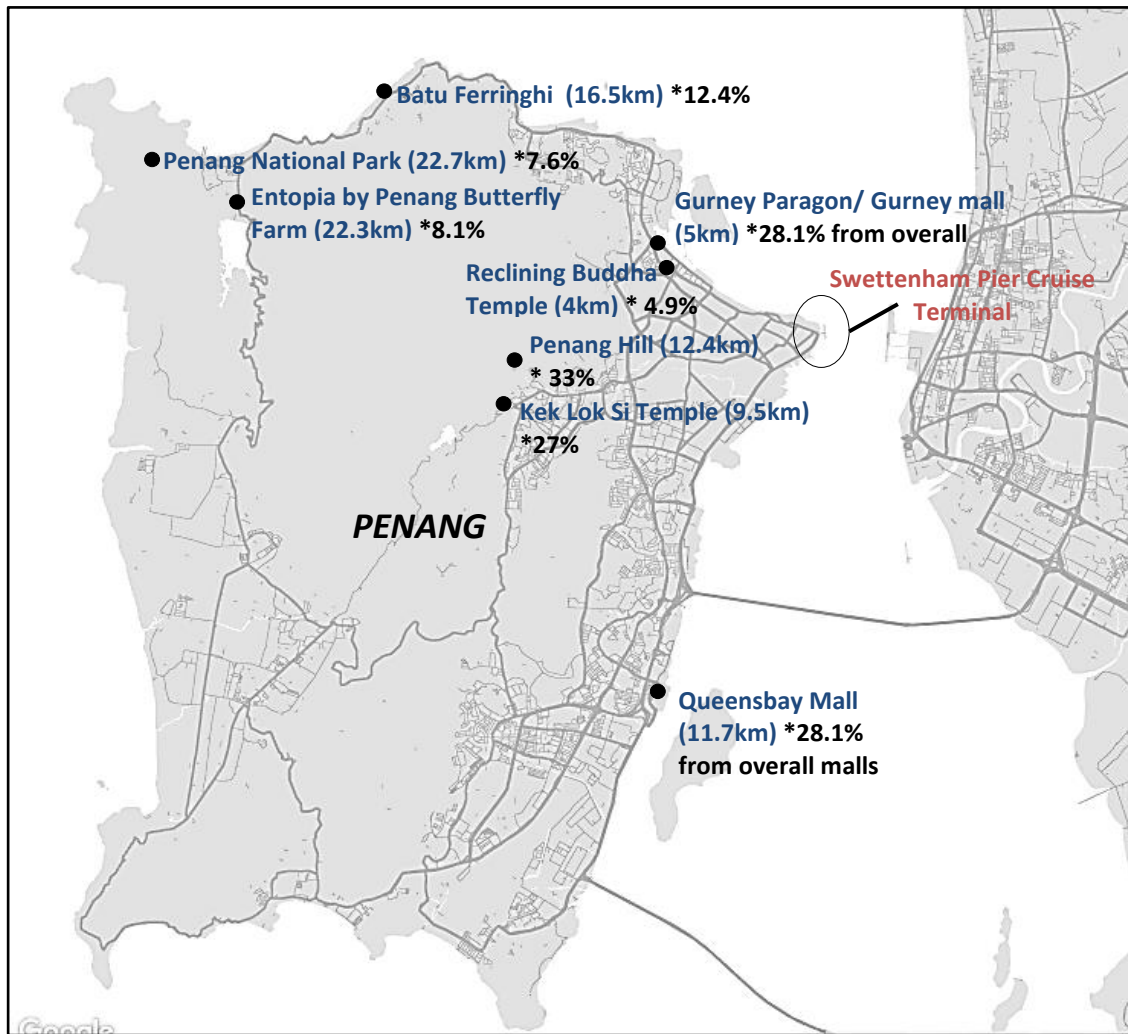 Batu Ferringhi (16.5km) *12.4%
Penang National Park (22.7km) *7.6%
Entopia by Penang Butterfly
Farm (22.3km) *8.1%
Gurney Paragon/ Gurney mall
(5km) *28.1% from overall
Reclining Buddha
Temple (4km) * 4.9%
Swettenham Pier Cruise
Terminal
Penang Hill (12.4km)
* 33%
Kek Lok Si Temple (9.5km)
*27%
PENANG
Queensbay Mall
(11.7km) *28.1%
from overall malls
Google